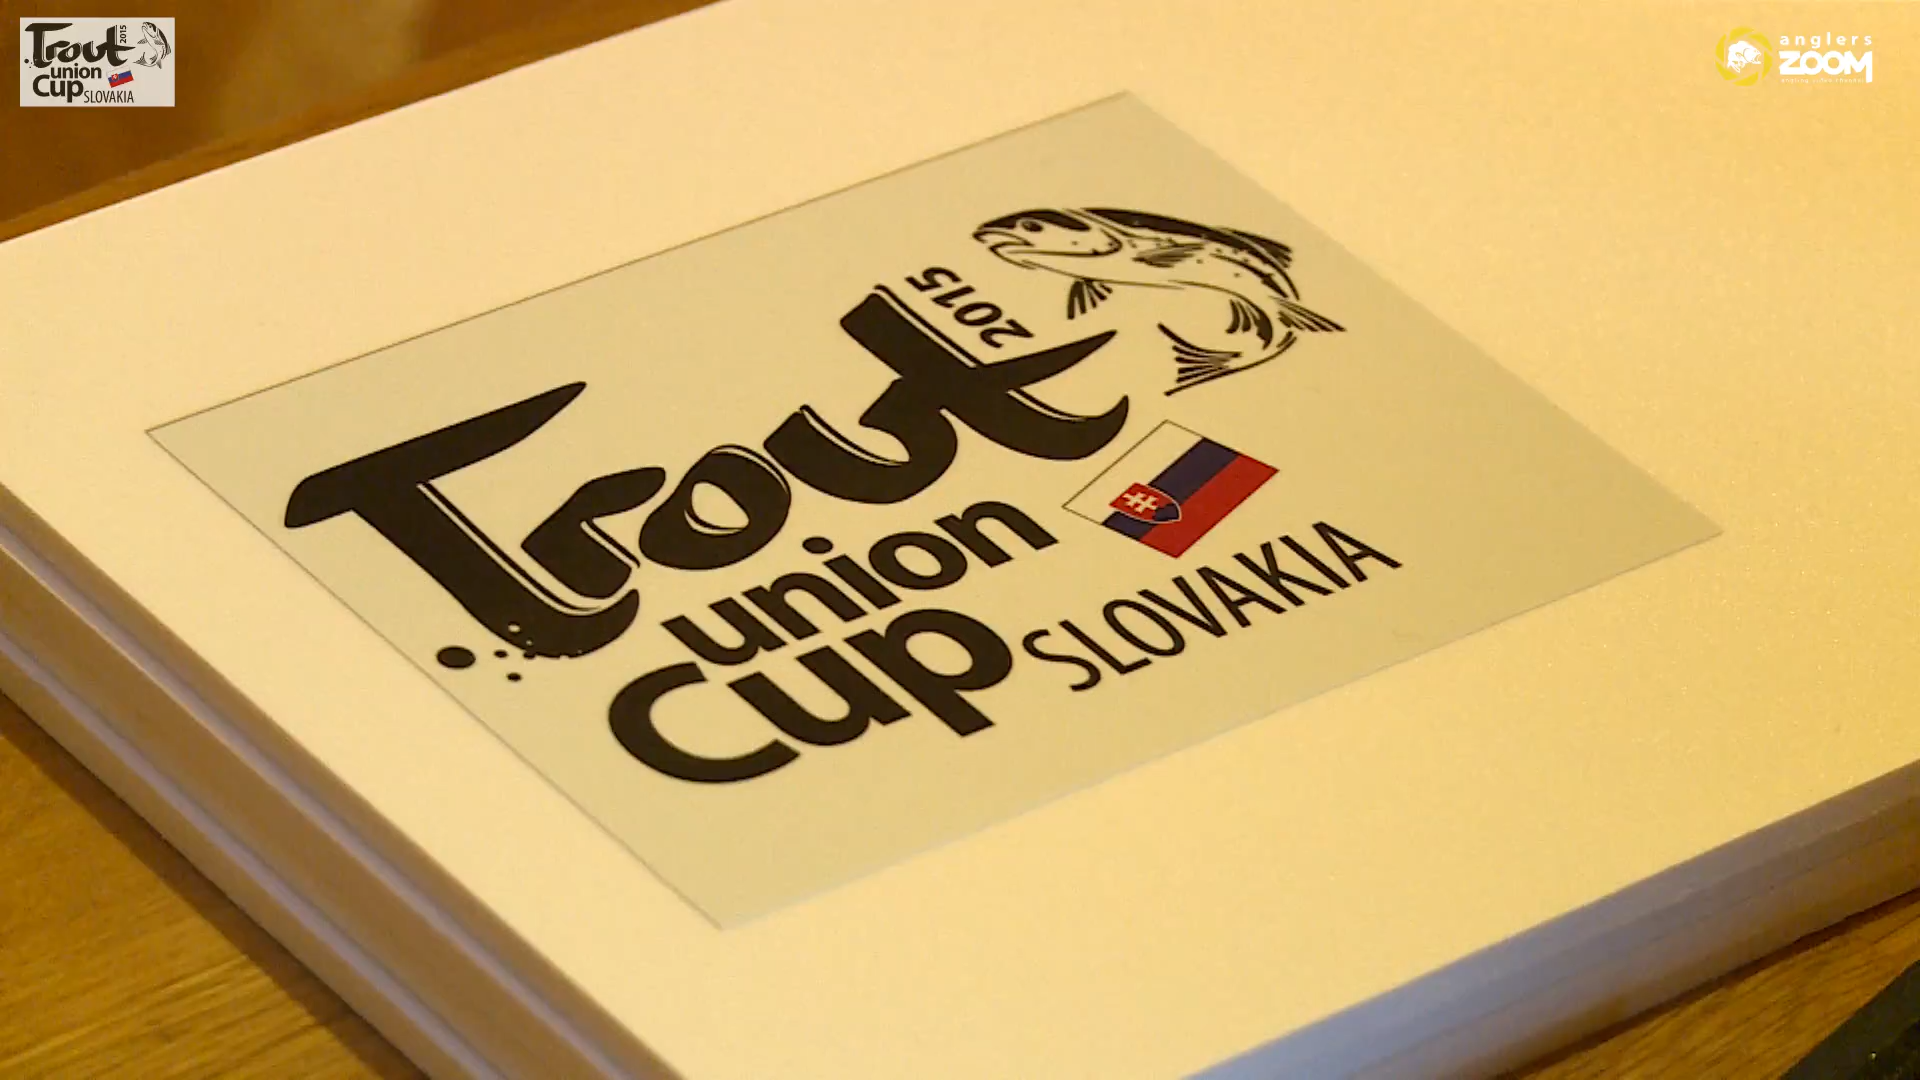 Trout 2015
union
Cup SLOVAKIA
anglers
ZOOM
Trout
2015
union
Cup SLOVAKIA